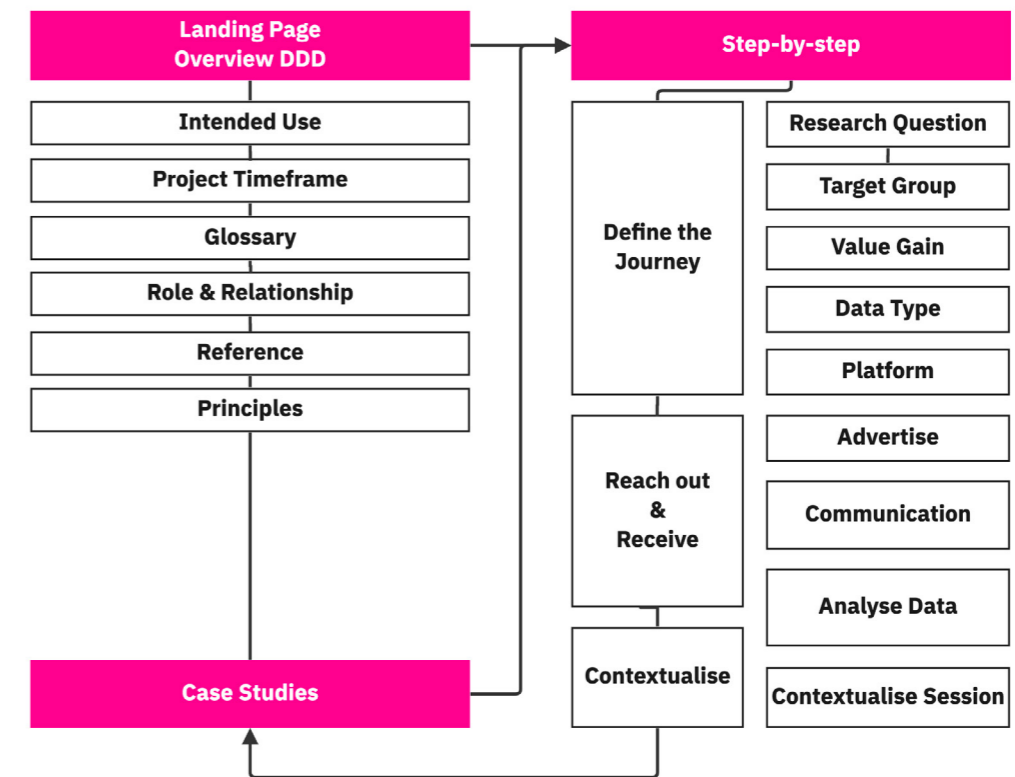 Landing Page
Overview DDD
Intended Use
Project Timeframe
Glossary
Role & Relationship
Reference
Principles
Case Studies
Step-by-step
Define the
Journey
Reach out
&
Receive
Contextualise
Research Question
Target Group
Value Gain
Data Type
Platform
Advertise
Communication
Analyse Data
Contextualise Session